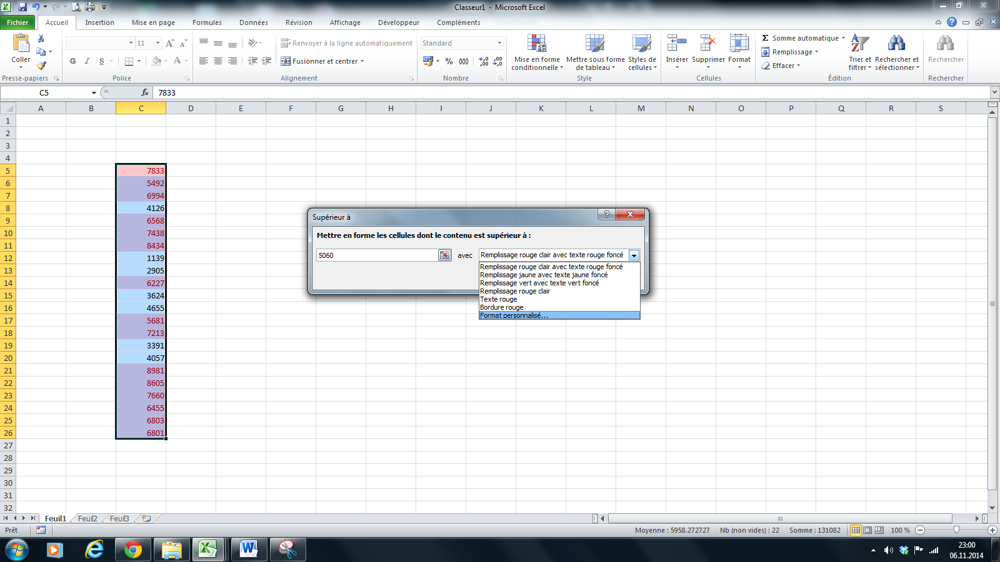 Classeur1 - Microsoft Excel
Fichier Accueil Insertion Mise en page Formules Données Révision Affichage Développeur Compléments
Coller
Presse-papiers
11
G I S
Police
Renvoyer à la ligne automatiquement
Fusionner et centrer
Alignement
Standard
% 000
Nombre
Mise en forme conditionnelle
Mettre sous forme de tableau
Styles de cellules
Style
Insérer Supprimer Format
Cellules
Σ Somme automatique
Remplissage
Effacer
Trier et filtrer
Rechercher et sélectionner
Édition
Rechercher
Rechercher
C5 fx 7833
A B C D E F G H I J K L M N O P Q R S
1
2
3
4
5 7833
6 5492
7 6994
8 4126
9 6568
10 7438
11 8434
12 1139
13 2905
14 6227
15 3624
16 4655
17 5681
18 7213
19 3391
20 4057
21 8981
22 8605
23 7660
24 6455
25 6803
26 6801
27
28
29
30
31
32
Supérieur à
Mettre en forme les cellules dont le contenu est supérieur à :
5060 avec Remplissage rouge clair avec texte rouge foncé
Remplissage rouge clair avec texte rouge foncé
Remplissage jaune avec texte jaune foncé
Remplissage vert avec texte vert foncé
Remplissage rouge clair
Texte rouge
Bordure rouge
Format personnalisé...
Feuil1 Feuil2 Feuil3
Prêt Moyenne : 5958.272727 Nb (non vides) : 22 Somme : 131082 100 %
23:00
06.11.2014